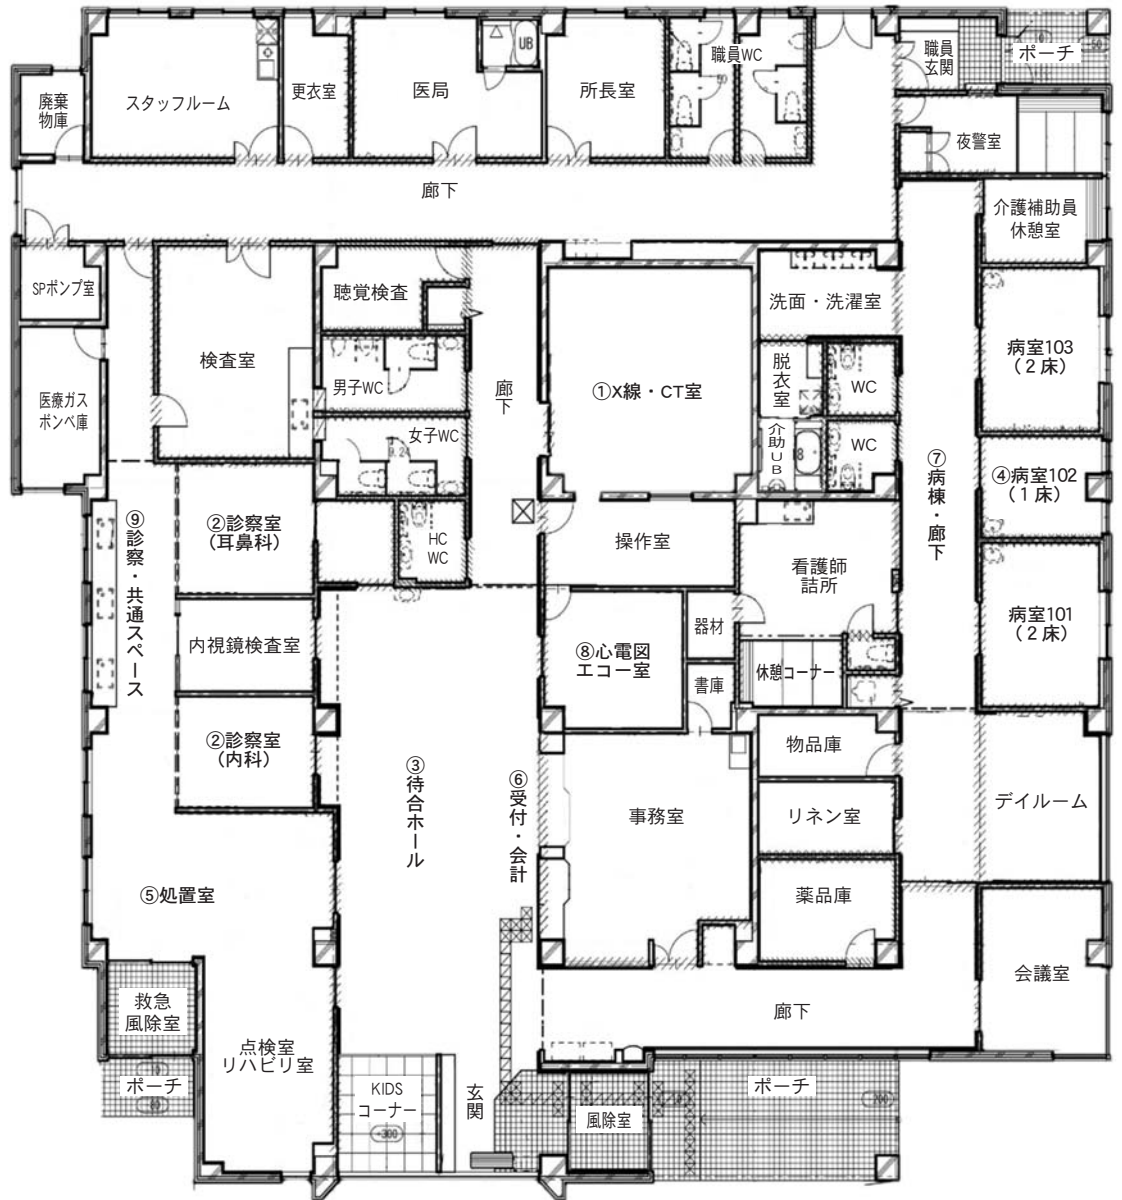 UB
職員WC
職員
玄関
ポーチ
スタッフルーム
更衣室
医局
所長室
廃棄
物庫
夜警室
廊下
介護補助員
休憩室
SPポンプ室
聴覚検査
洗面・洗濯室
検査室
男子WC
廊下
①X線・CT室
脱衣室
WC
病室103
(2床)
医療ガス
ボンベ庫
女子WC
介助UB
WC
⑦病棟・廊下
④病室102
(1床)
⑨診察・共通スペース
②診察室
(耳鼻科)
HC
WC
操作室
看護師
詰所
病室101
(2床)
内視鏡検査室
⑧心電図
エコー室
器材
書庫
休憩コーナー
②診察室
(内科)
③待合ホール
⑥受付・会計
物品庫
事務室
リネン室
デイルーム
⑤処置室
薬品庫
救急
風除室
会議室
廊下
点検室
リハビリ室
ポーチ
KIDS
コーナー
-300
玄関
風除室
ポーチ